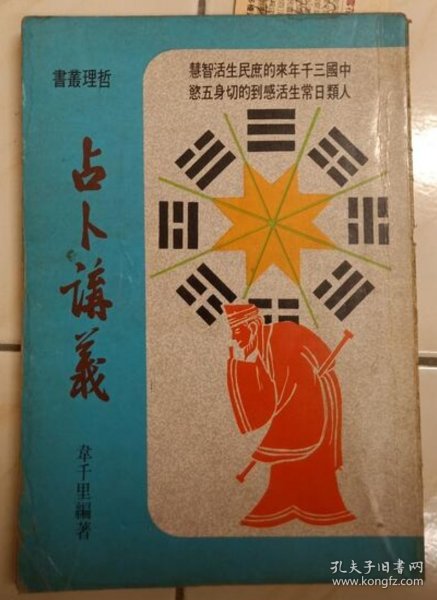 哲理叢書
中國三千年來的庶民生活智慧
人類日常生活感到的切身五慾
占卜講義
韋千里編著
孔夫子旧书网
www.kongfz.com